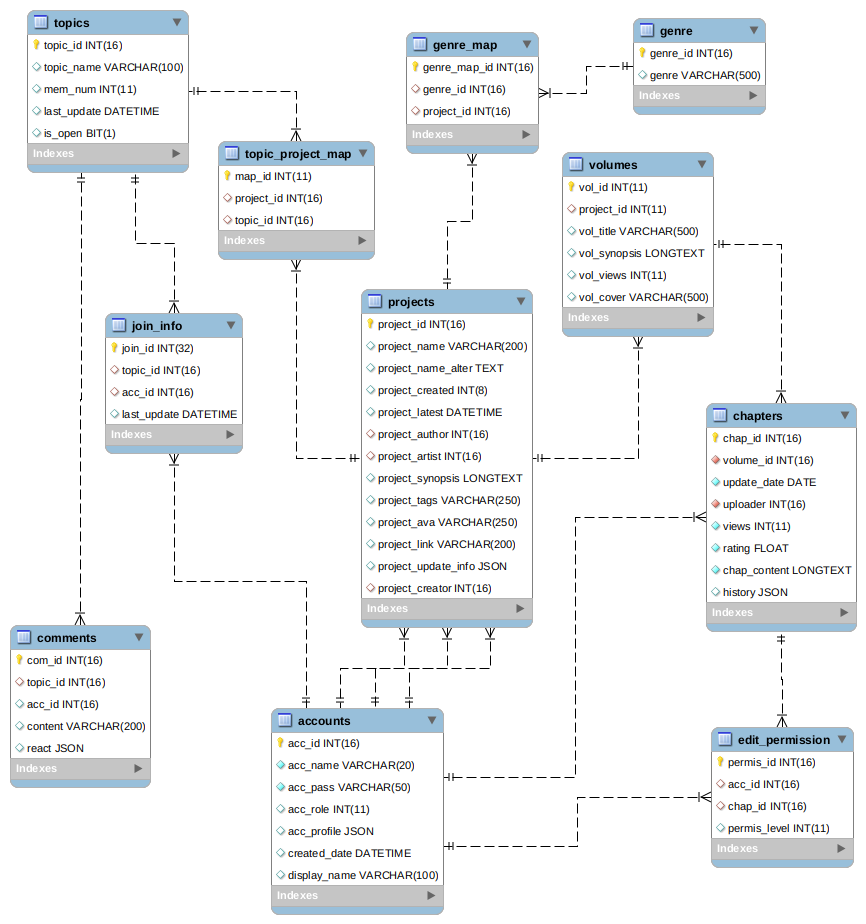 topics
topic_id INT(16)
topic_name VARCHAR(100)
mem_num INT(11)
last_update DATETIME
is_open BIT(1)
Indexes
genre_map
genre_map_id INT(16)
genre_id INT(16)
project_id INT(16)
Indexes
genre
genre_id INT(16)
genre VARCHAR(500)
Indexes
topic_project_map
map_id INT(11)
project_id INT(16)
topic_id INT(16)
Indexes
volumes
vol_id INT(11)
project_id INT(11)
vol_title VARCHAR(500)
vol_synopsis LONGTEXT
vol_views INT(11)
vol_cover VARCHAR(500)
Indexes
join_info
join_id INT(32)
topic_id INT(16)
acc_id INT(16)
last_update DATETIME
Indexes
projects
project_id INT(16)
project_name VARCHAR(200)
project_name_alter TEXT
project_created INT(8)
project_latest DATETIME
project_author INT(16)
project_artist INT(16)
project_synopsis LONGTEXT
project_tags VARCHAR(250)
project_ava VARCHAR(250)
project_link VARCHAR(200)
project_update_info JSON
project_creator INT(16)
Indexes
chapters
chap_id INT(16)
volume_id INT(16)
update_date DATE
uploader INT(16)
views INT(11)
rating FLOAT
chap_content LONGTEXT
history JSON
Indexes
comments
com_id INT(16)
topic_id INT(16)
acc_id INT(16)
content VARCHAR(200)
react JSON
Indexes
accounts
acc_id INT(16)
acc_name VARCHAR(20)
acc_pass VARCHAR(50)
acc_role INT(11)
acc_profile JSON
created_date DATETIME
display_name VARCHAR(100)
Indexes
edit_permission
permis_id INT(16)
acc_id INT(16)
chap_id INT(16)
permis_level INT(11)
Indexes